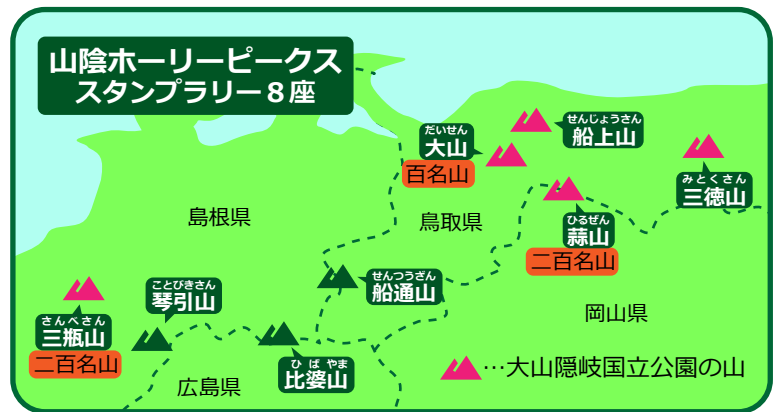 山陰ホーリーピークス
スタンプラリー８座
せんじょうさん
船上山
だいせん
大山
百名山
みとくさん
三徳山
島根県
鳥取県
ひるぜん
蒜山
二百名山
せんつうざん
船通山
ことびきさん
琴引山
岡山県
さんべさん
三瓶山
二百名山
ひばやま
比婆山
広島県
…大山隠岐国立公園の山